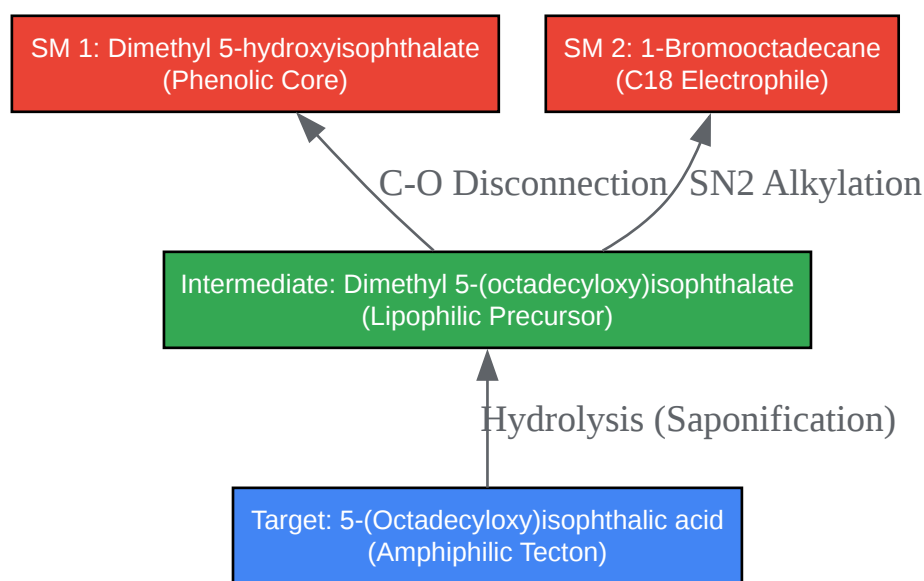 SM 1: Dimethyl 5-hydroxyisophthalate
(Phenolic Core)
SM 2: 1-Bromooctadecane
(C18 Electrophile)
C-O Disconnection
SN2 Alkylation
Intermediate: Dimethyl 5-(octadecyloxy)isophthalate
(Lipophilic Precursor)
Hydrolysis (Saponification)
Target: 5-(Octadecyloxy)isophthalic acid
(Amphiphilic Tecton)